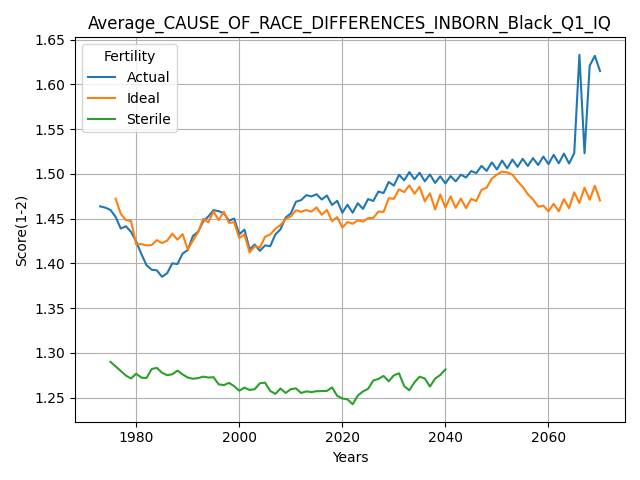 Average_CAUSE_OF_RACE_DIFFERENCES_INBORN_Black_Q1_IQ
Fertility
Actual
Ideal
Sterile
Score(1-2)
1.65
1.60
1.55
1.50
1.45
1.40
1.35
1.30
1.25
1980 2000 2020 2040 2060
Years